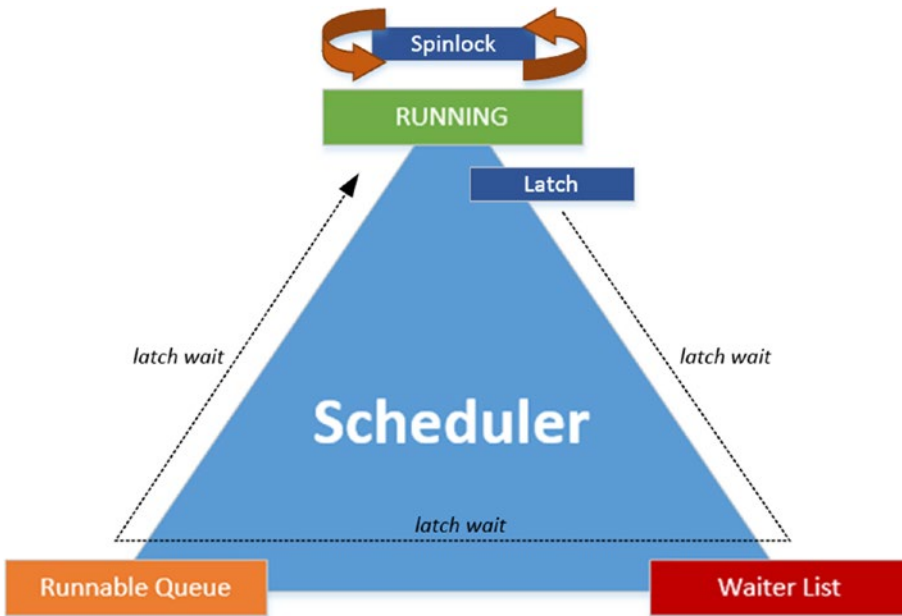 Spinlock
RUNNING
Latch
latch wait
latch wait
Scheduler
latch wait
Runnable Queue
Waiter List